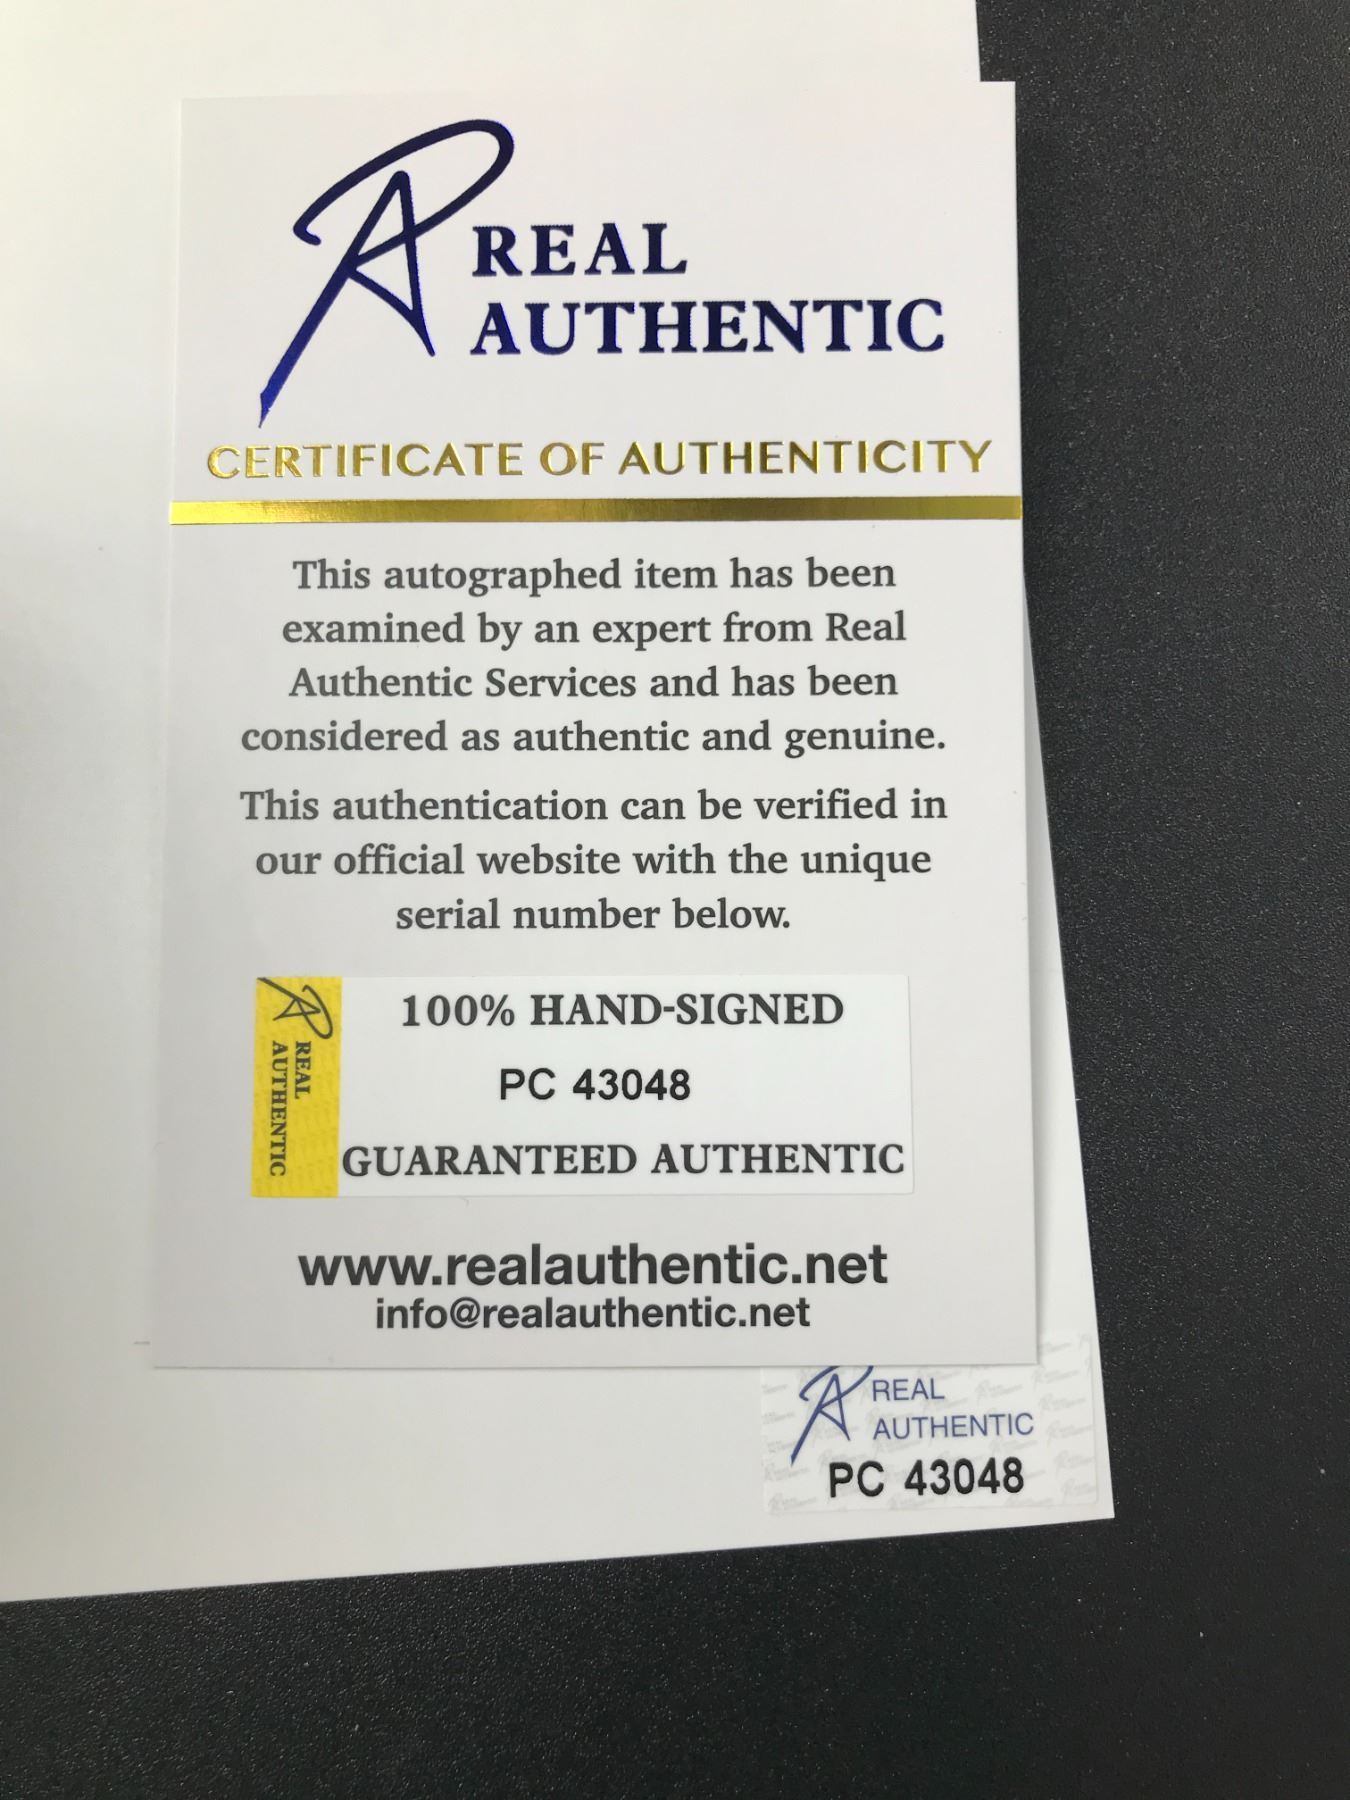 REAL
AUTHENTIC
CERTIFICATE OF AUTHENTICITY
This autographed item has been
examined by an expert from Real
Authentic Services and has been
considered as authentic and genuine.
This authentication can be verified in
our official website with the unique
serial number below.
REAL
AUTHENTIC
100% HAND-SIGNED
PC 43048
GUARANTEED AUTHENTIC
www.realauthentic.net
info@realauthentic.net
REAL
AUTHENTIC
PC 43048